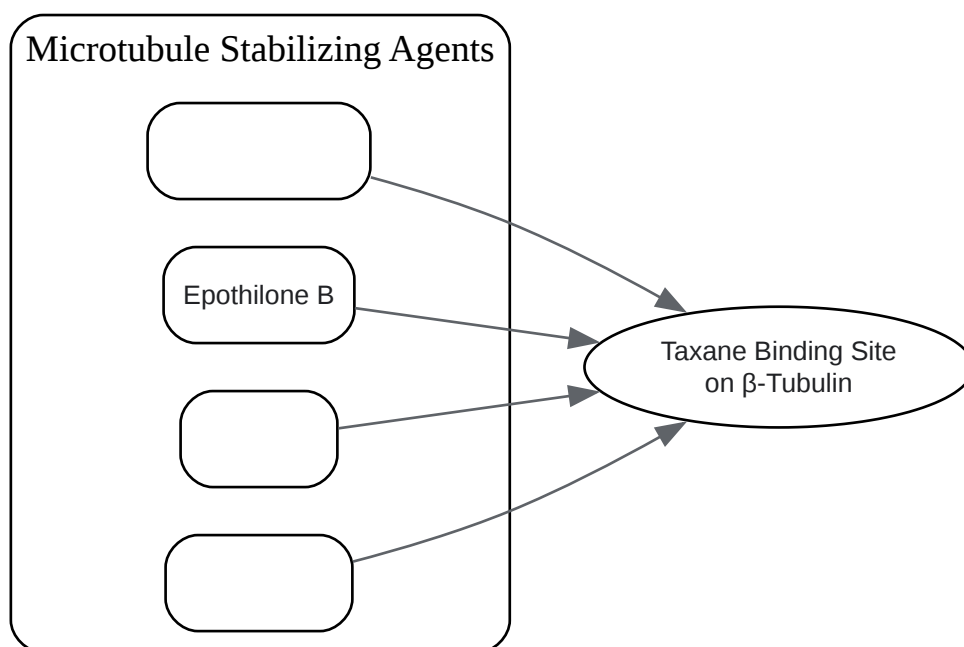 Microtubule Stabilizing Agents
Epothilone B
Taxane Binding Site
on β-Tubulin